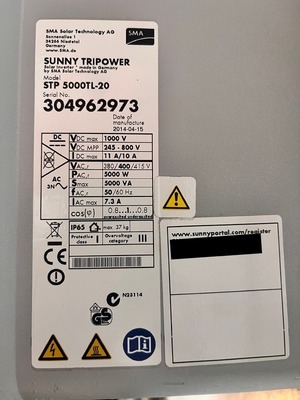 SMA Solar Technology AG
Sonnenallee 1
34266 Niestetal
Germany
www.SMA.de
SMA
SUNNY TRIPOWER
Solar Inverter * made in Germany
by SMA Solar Technology AG
Model:
STP 5000TL-20
Serial No.
304962973
Date of
manufacture
2014-04-15
DC
AC
3N
VDC max 1000 V
VDC MPP 245 - 800 V
IDC max 11 A/10 A
VAC,r 380/400/415 V
PAC,r 5000 W
Smax 5000 VA
fAC,r 50/60 Hz
IAC max 7.3 A
cos(φ) 0.8...1...0.8
IP65 max. 37 kg
Protective class I
Overvoltage category III
N23114
GS
www.sunnyportal.com/register